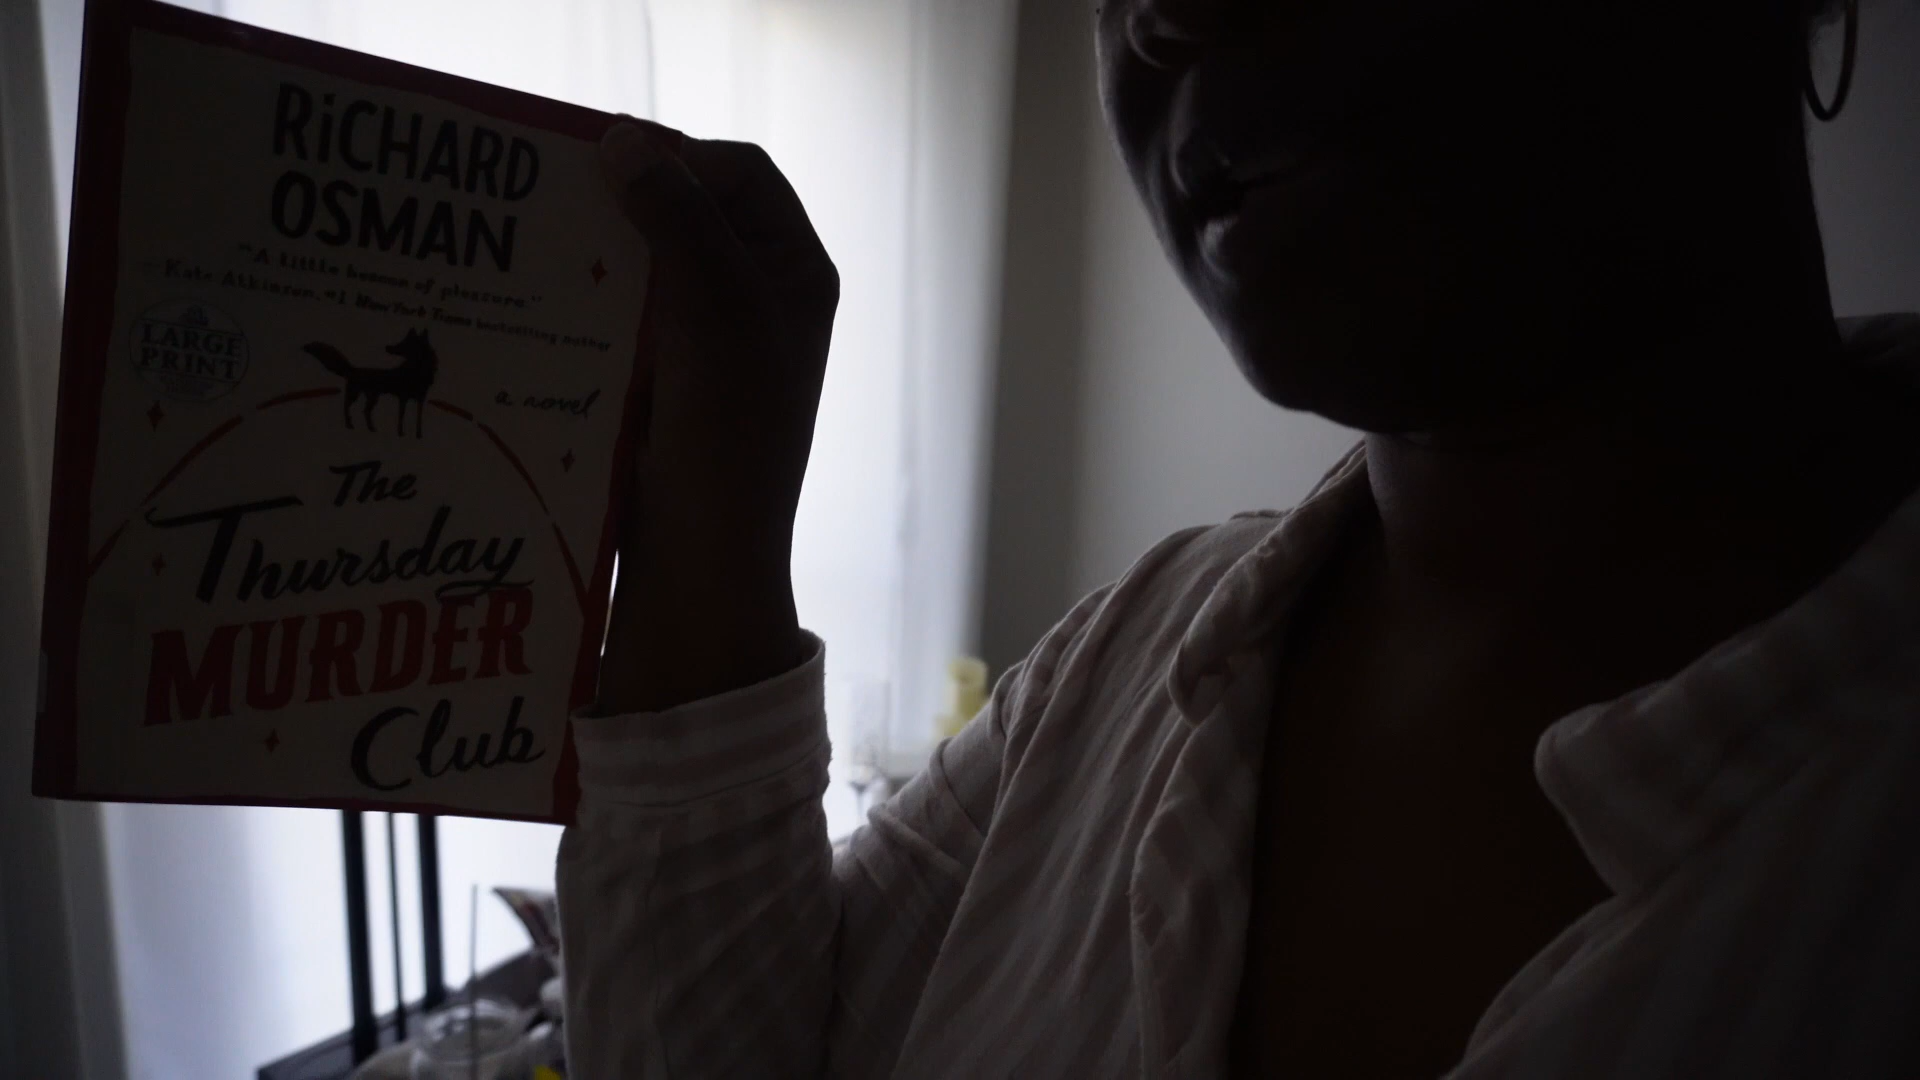 RiCHARD
OSMAN
"A little beacon of pleasure."
—Kate Atkinson, #1 New York Times bestselling author
LARGE
PRINT
a novel
The
Thursday
MURDER
Club